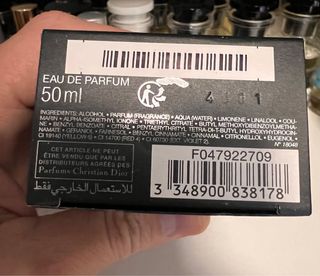 EAU DE PARFUM
50 ml
INGREDIENTS: ALCOHOL • PARFUM (FRAGRANCE) • AQUA (WATER) • LIMONENE • LINALOOL • COU-
MARIN • ALPHA-ISOMETHYL IONONE • TRIETHYL CITRATE • BUTYL METHOXYDIBENZOYLMETHA-
NE • BENZYL BENZOATE • CITRAL • PENTAERYTHRITYL TETRA-DI-T-BUTYL HYDROXYHYDROCIN-
NAMATE • GERANIOL • FARNESOL • BENZYL CINNAMATE • CINNAMAL • CITRONELLOL • EUGENOL
N° 18048
CET ARTICLE NE PEUT
ÊTRE VENDU QUE PAR LES
DISTRIBUTEURS AGRÉÉS DES
Parfums Christian Dior
للاستعمال الخارجي فقط
F047922709
3 348900 838178